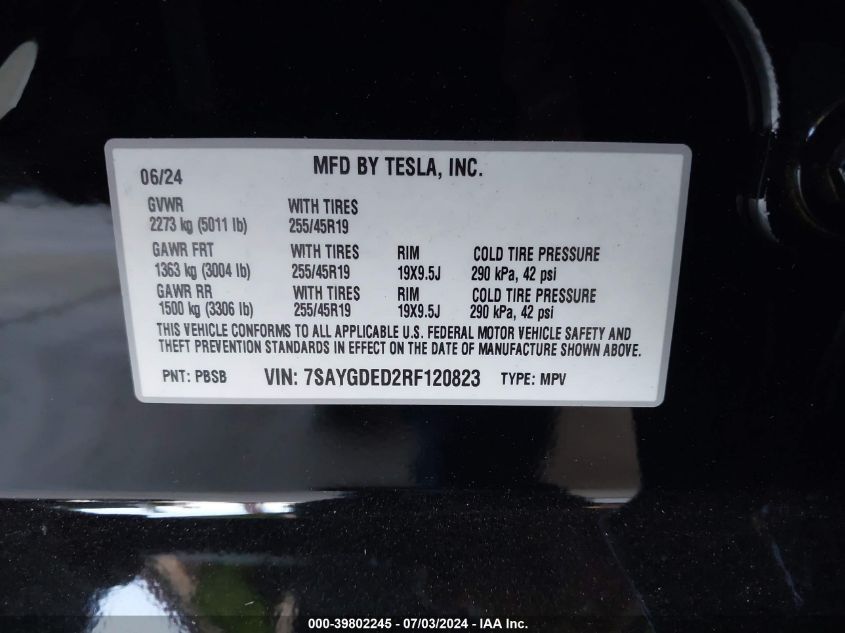 06/24 MFD BY TESLA, INC.
GVWR WITH TIRES
2273 kg (5011 lb) 255/45R19
GAWR FRT WITH TIRES RIM COLD TIRE PRESSURE
1363 kg (3004 lb) 255/45R19 19X9.5J 290 kPa, 42 psi
GAWR RR WITH TIRES RIM COLD TIRE PRESSURE
1500 kg (3306 lb) 255/45R19 19X9.5J 290 kPa, 42 psi
THIS VEHICLE CONFORMS TO ALL APPLICABLE U.S. FEDERAL MOTOR VEHICLE SAFETY AND
THEFT PREVENTION STANDARDS IN EFFECT ON THE DATE OF MANUFACTURE SHOWN ABOVE.
PNT: PBSB VIN: 7SAYGDED2RF120823 TYPE: MPV
000-39802245 - 07/03/2024 - IAA Inc.